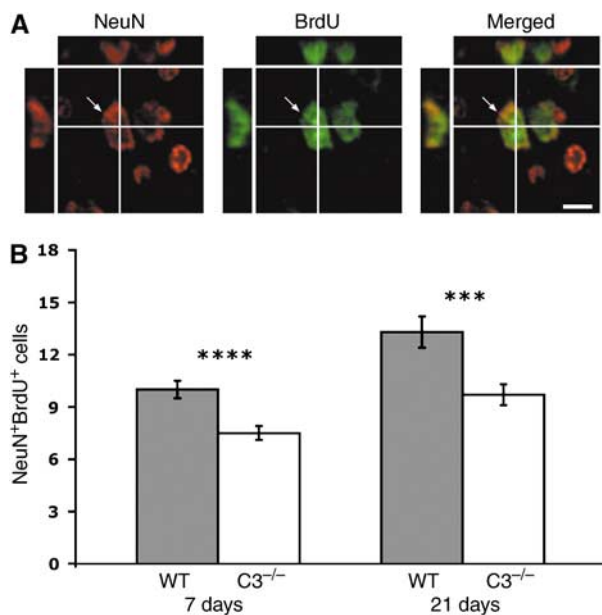 A
NeuN
BrdU
Merged
B
NeuN⁺BrdU⁺ cells
18
15
12
9
6
3
0
****
***
WT
C3⁻/⁻
WT
C3⁻/⁻
7 days
21 days